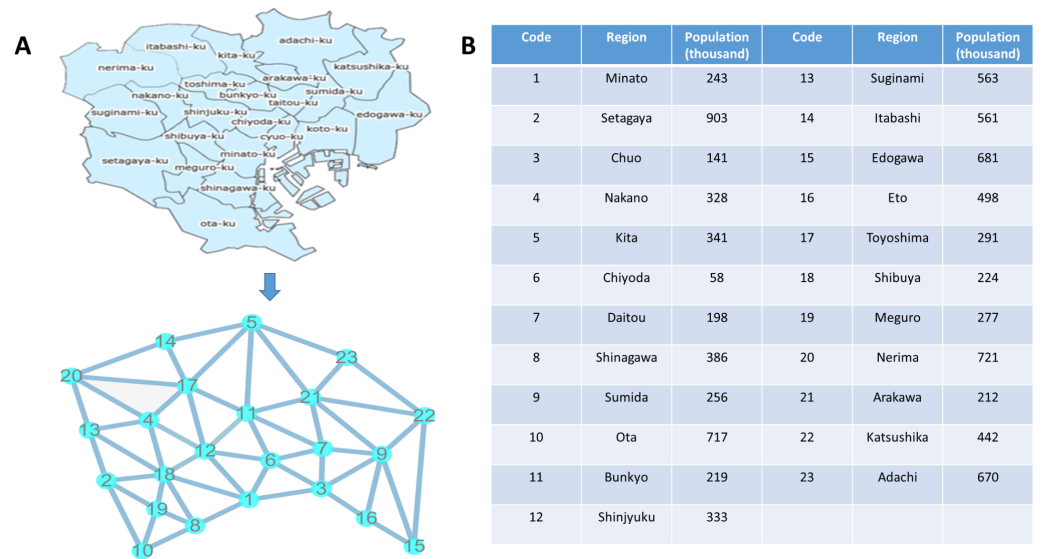 A
itabashi-ku
adachi-ku
kita-ku
nerima-ku
katsushika-ku
arakawa-ku
toshima-ku
nakano-ku
bunkyo-ku
sumida-ku
taitou-ku
suginami-ku
shinjuku-ku
edogawa-ku
chiyoda-ku
koto-ku
shibuya-ku
cyuo-ku
minato-ku
setagaya-ku
meguro-ku
shinagawa-ku
ota-ku
5
14
23
20
17
21
11
22
4
13
12
7
9
6
18
2
3
1
19
16
8
15
10
B
Code Region Population (thousand) Code Region Population (thousand)
1 Minato 243 13 Suginami 563
2 Setagaya 903 14 Itabashi 561
3 Chuo 141 15 Edogawa 681
4 Nakano 328 16 Eto 498
5 Kita 341 17 Toyoshima 291
6 Chiyoda 58 18 Shibuya 224
7 Daitou 198 19 Meguro 277
8 Shinagawa 386 20 Nerima 721
9 Sumida 256 21 Arakawa 212
10 Ota 717 22 Katsushika 442
11 Bunkyo 219 23 Adachi 670
12 Shinjyuku 333